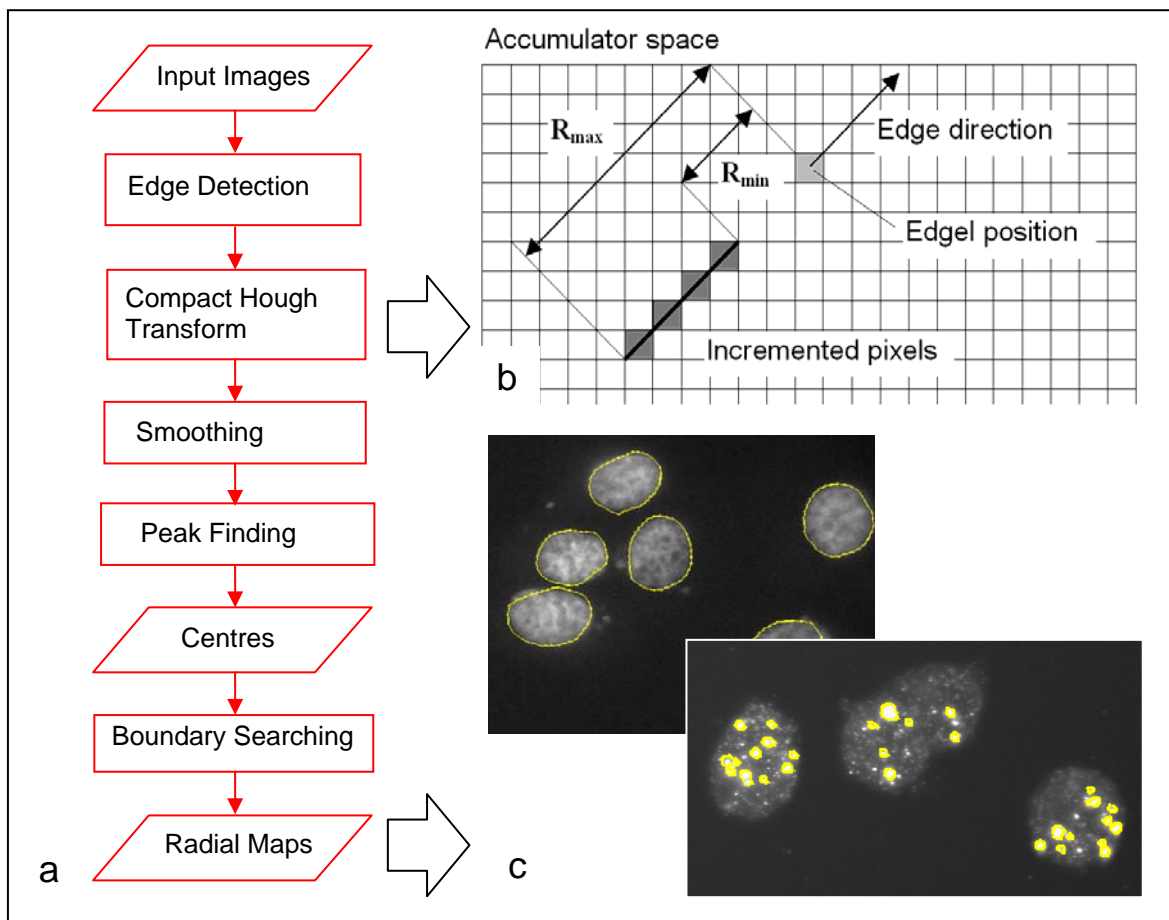 Input Images
Edge Detection
Compact Hough
Transform
Smoothing
Peak Finding
Centres
Boundary Searching
Radial Maps
a
Accumulator space
Rmax
Rmin
Edge direction
Edgel position
Incremented pixels
b
c